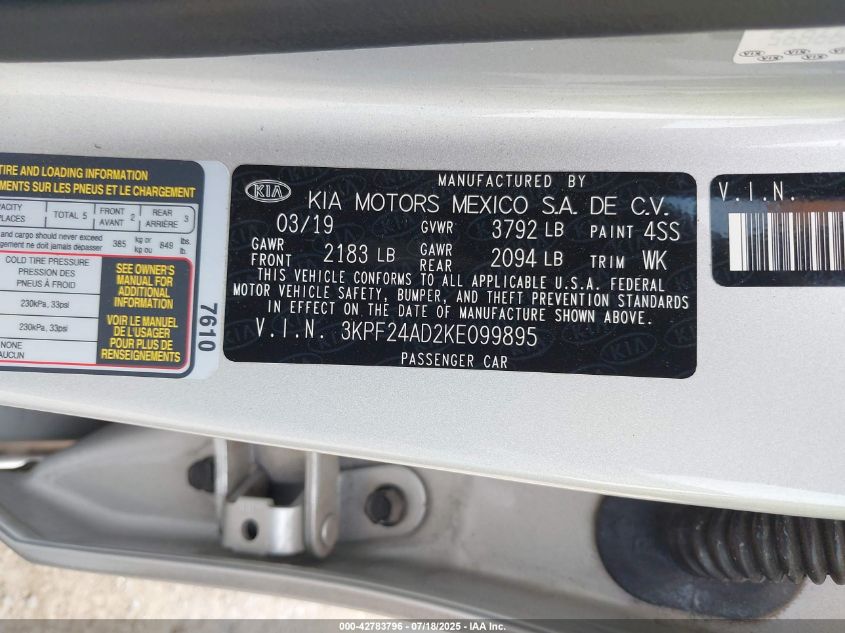 TIRE AND LOADING INFORMATION
SUR LES PNEUS ET LE CHARGEMENT
TOTAL 5
FRONT 2
AVANT
REAR 3
ARRIÈRE
and cargo should never exceed
ne doit jamais dépasser
385 kg or 849 lbs.
kg ou lb.
COLD TIRE PRESSURE
PRESSION DES
PNEUS À FROID
230kPa, 33psi
230kPa, 33psi
NONE
AUCUN
SEE OWNER'S
MANUAL FOR
ADDITIONAL
INFORMATION
VOIR LE MANUEL
DE L'USAGER
POUR PLUS DE
RENSEIGNEMENTS
7610
KIA
MANUFACTURED BY
KIA MOTORS MEXICO S.A. DE C.V.
03/19 GVWR 3792 LB PAINT 4SS
GAWR FRONT 2183 LB GAWR REAR 2094 LB TRIM WK
THIS VEHICLE CONFORMS TO ALL APPLICABLE U.S.A. FEDERAL
MOTOR VEHICLE SAFETY, BUMPER, AND THEFT PREVENTION STANDARDS
IN EFFECT ON THE DATE OF MANUFACTURE SHOWN ABOVE.
V.I.N. 3KPF24AD2KE099895
PASSENGER CAR
V.I.N.
000-42783796 - 07/18/2025 - IAA Inc.